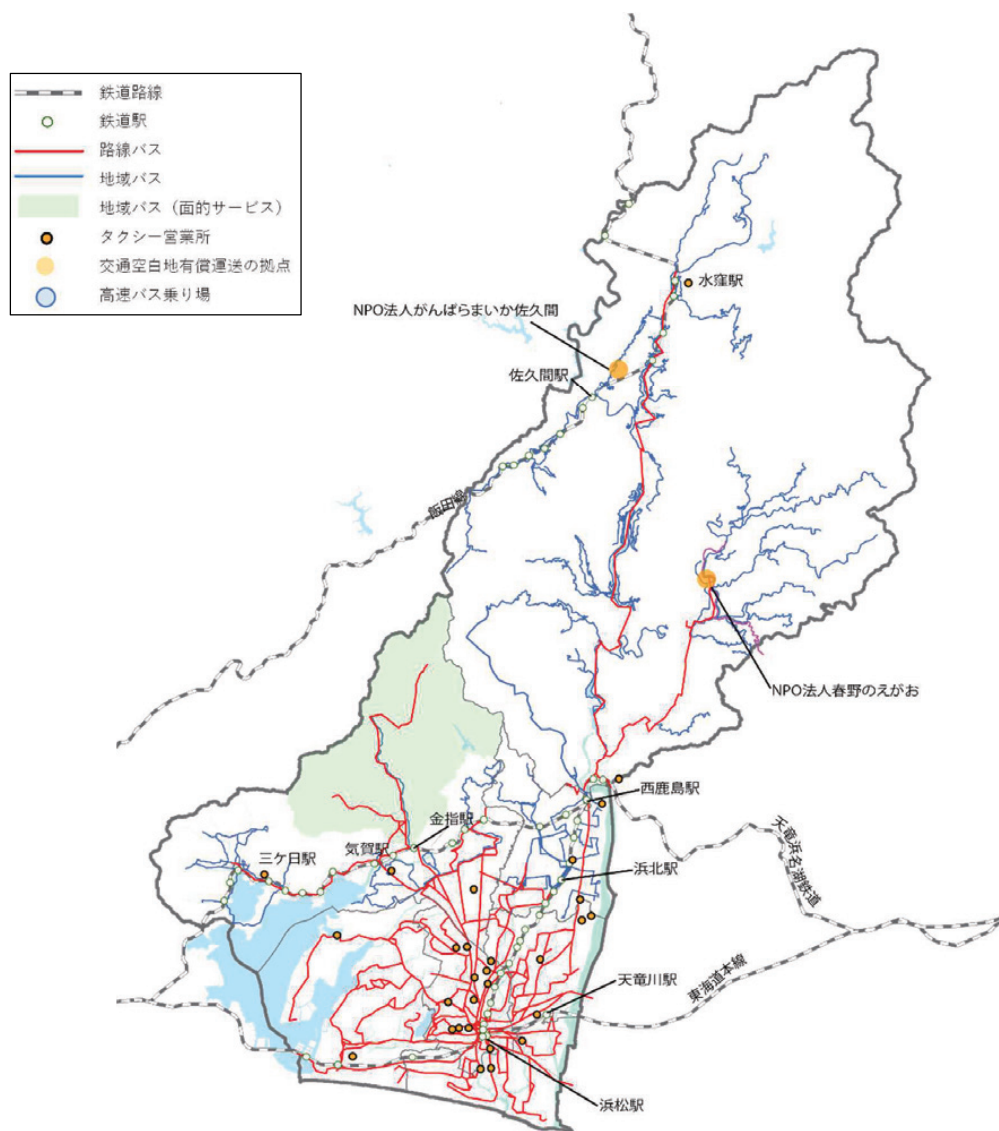 鉄道路線
鉄道駅
路線バス
地域バス
地域バス（面的サービス）
タクシー営業所
交通空白地有償運送の拠点
高速バス乗り場
水窪駅
NPO法人がんばらまいか佐久間
佐久間駅
飯田線
NPO法人春野のえがお
西鹿島駅
金指駅
気賀駅
三ケ日駅
浜北駅
天竜浜名湖鉄道
東海道本線
天竜川駅
浜松駅